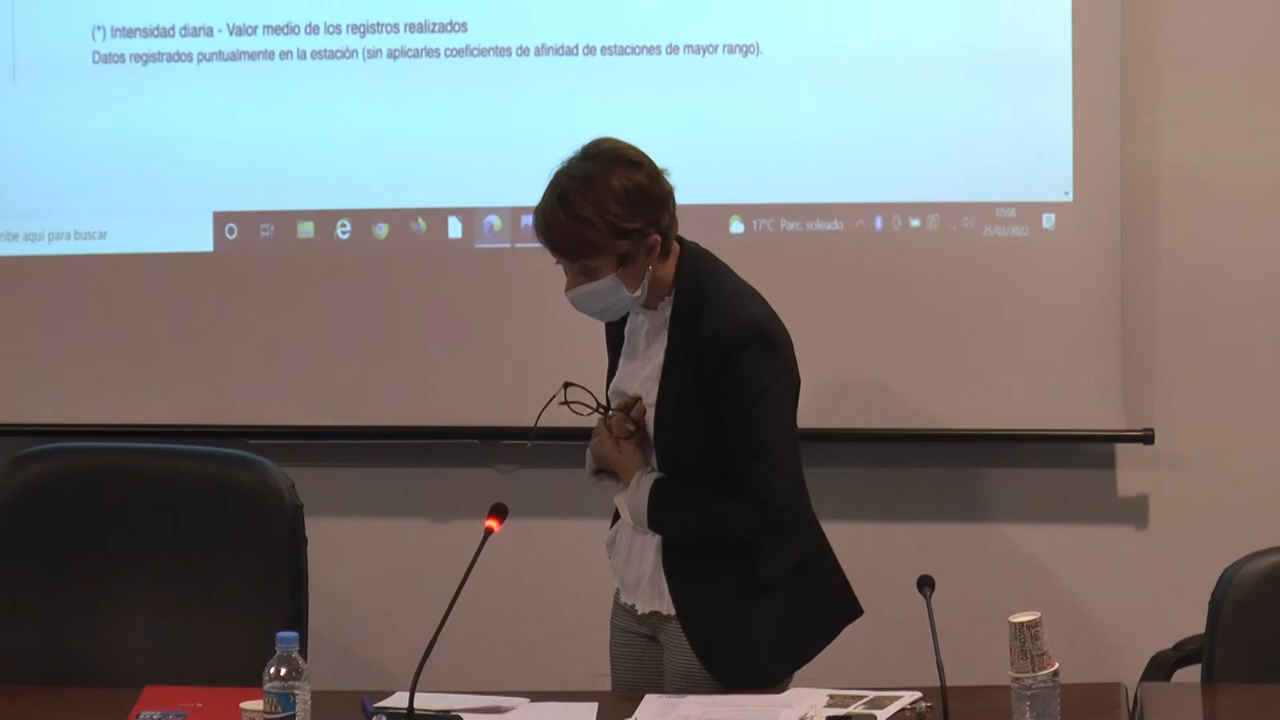 (*) Intensidad diaria - Valor medio de los registros realizados
Datos registrados puntualmente en la estación (sin aplicarles coeficientes de afinidad de estaciones de mayor rango).
ribe aquí para buscar
17°C Parc. soleado
10:08
25/03/2022